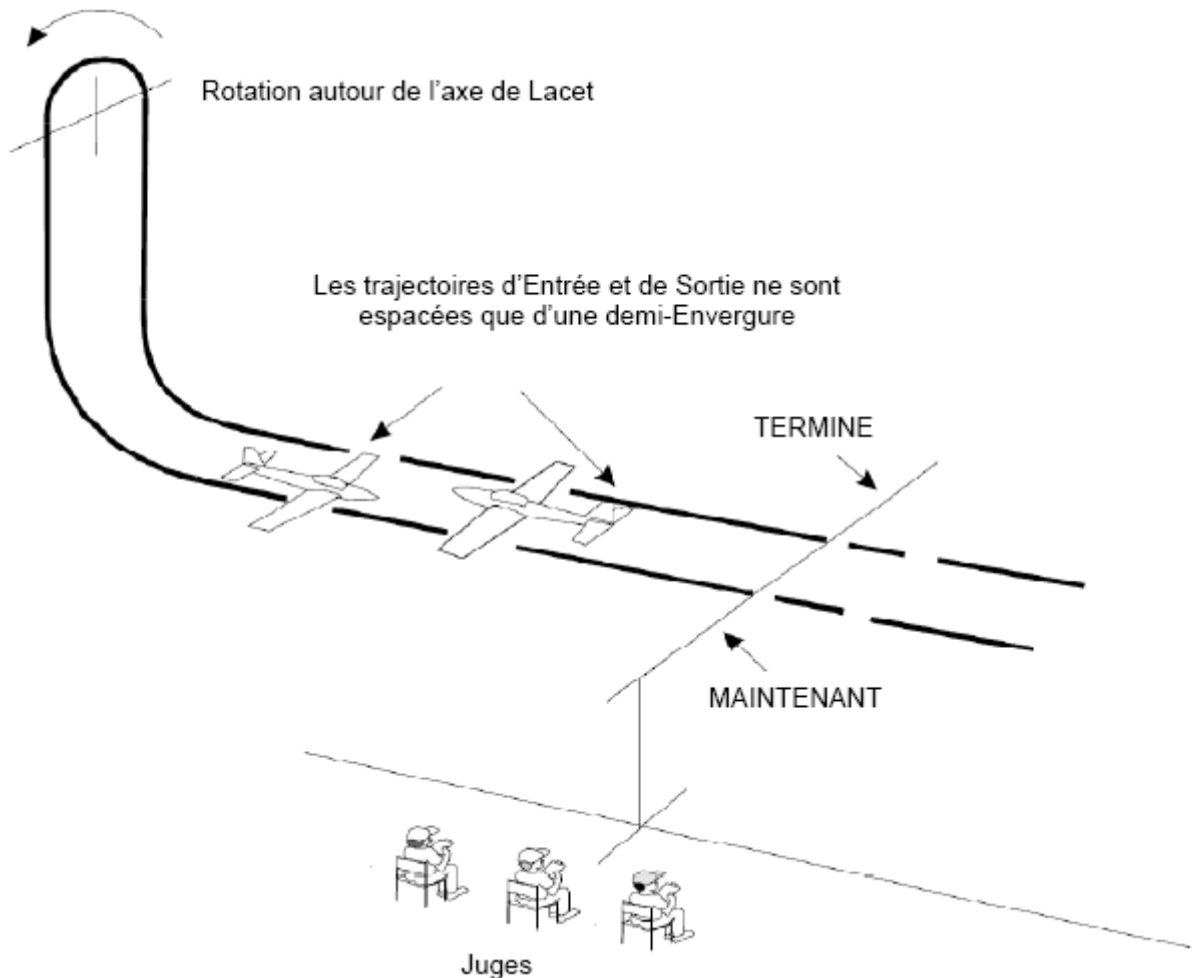 Rotation autour de l'axe de Lacet
Les trajectoires d'Entrée et de Sortie ne sont
espacées que d'une demi-Envergure
TERMINE
MAINTENANT
Juges